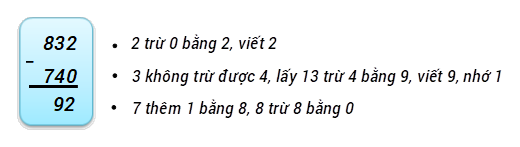 832
-
740
92
• 2 trừ 0 bằng 2, viết 2
• 3 không trừ được 4, lấy 13 trừ 4 bằng 9, viết 9, nhớ 1
• 7 thêm 1 bằng 8, 8 trừ 8 bằng 0